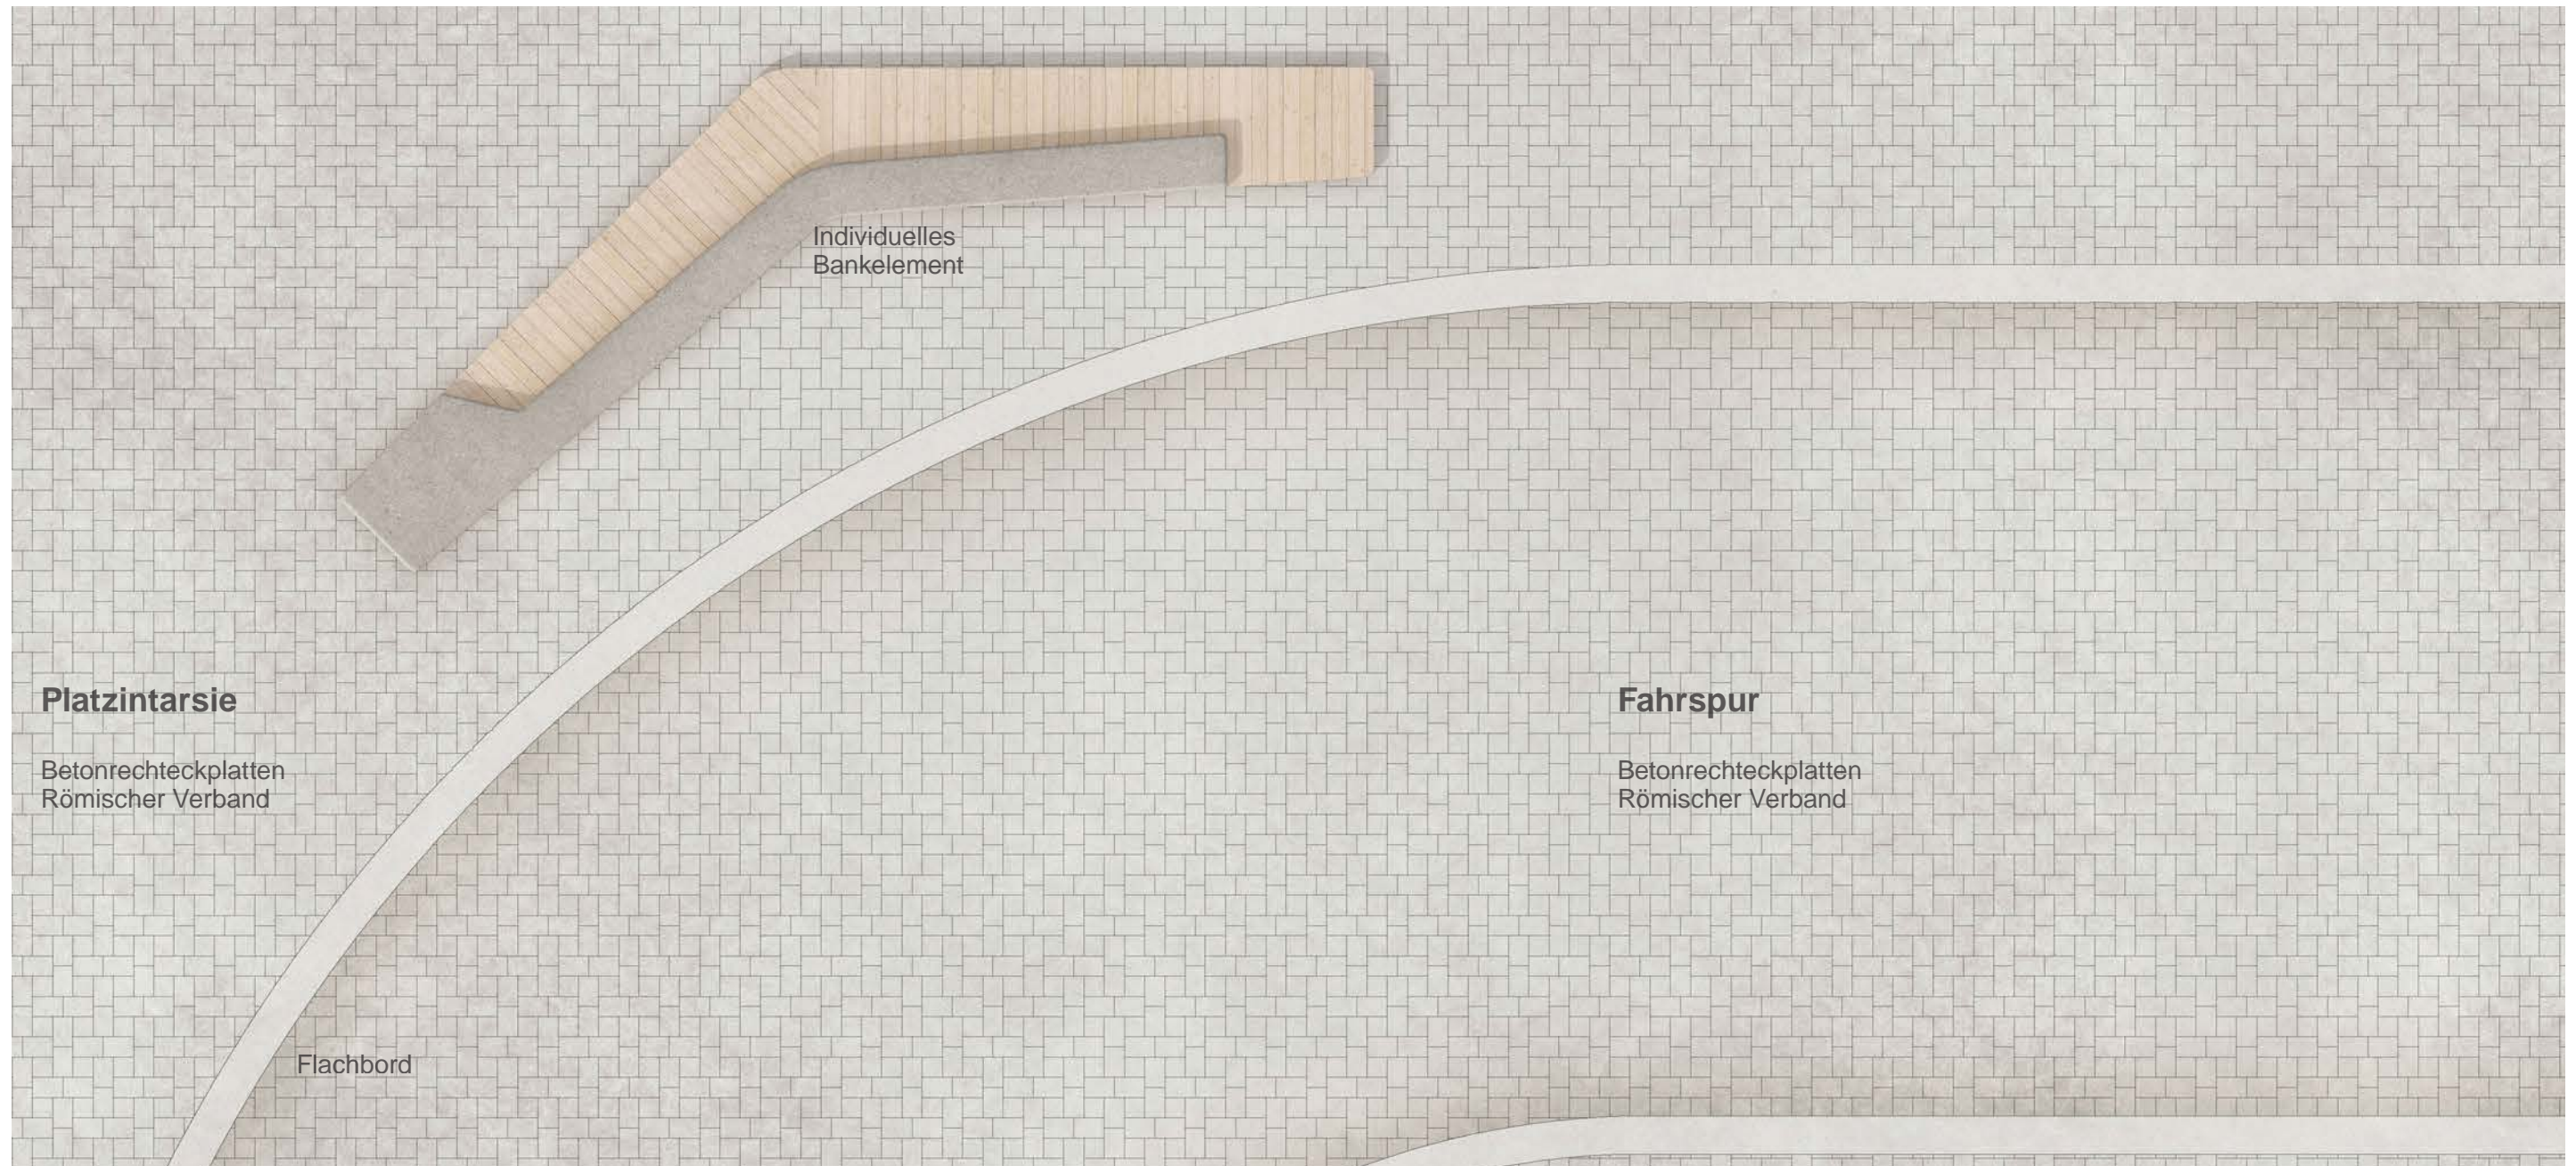 Individuelles
Bankelement
Platzintarsie
Betonrechteckplatten
Römischer Verband
Fahrspur
Betonrechteckplatten
Römischer Verband
Flachbord